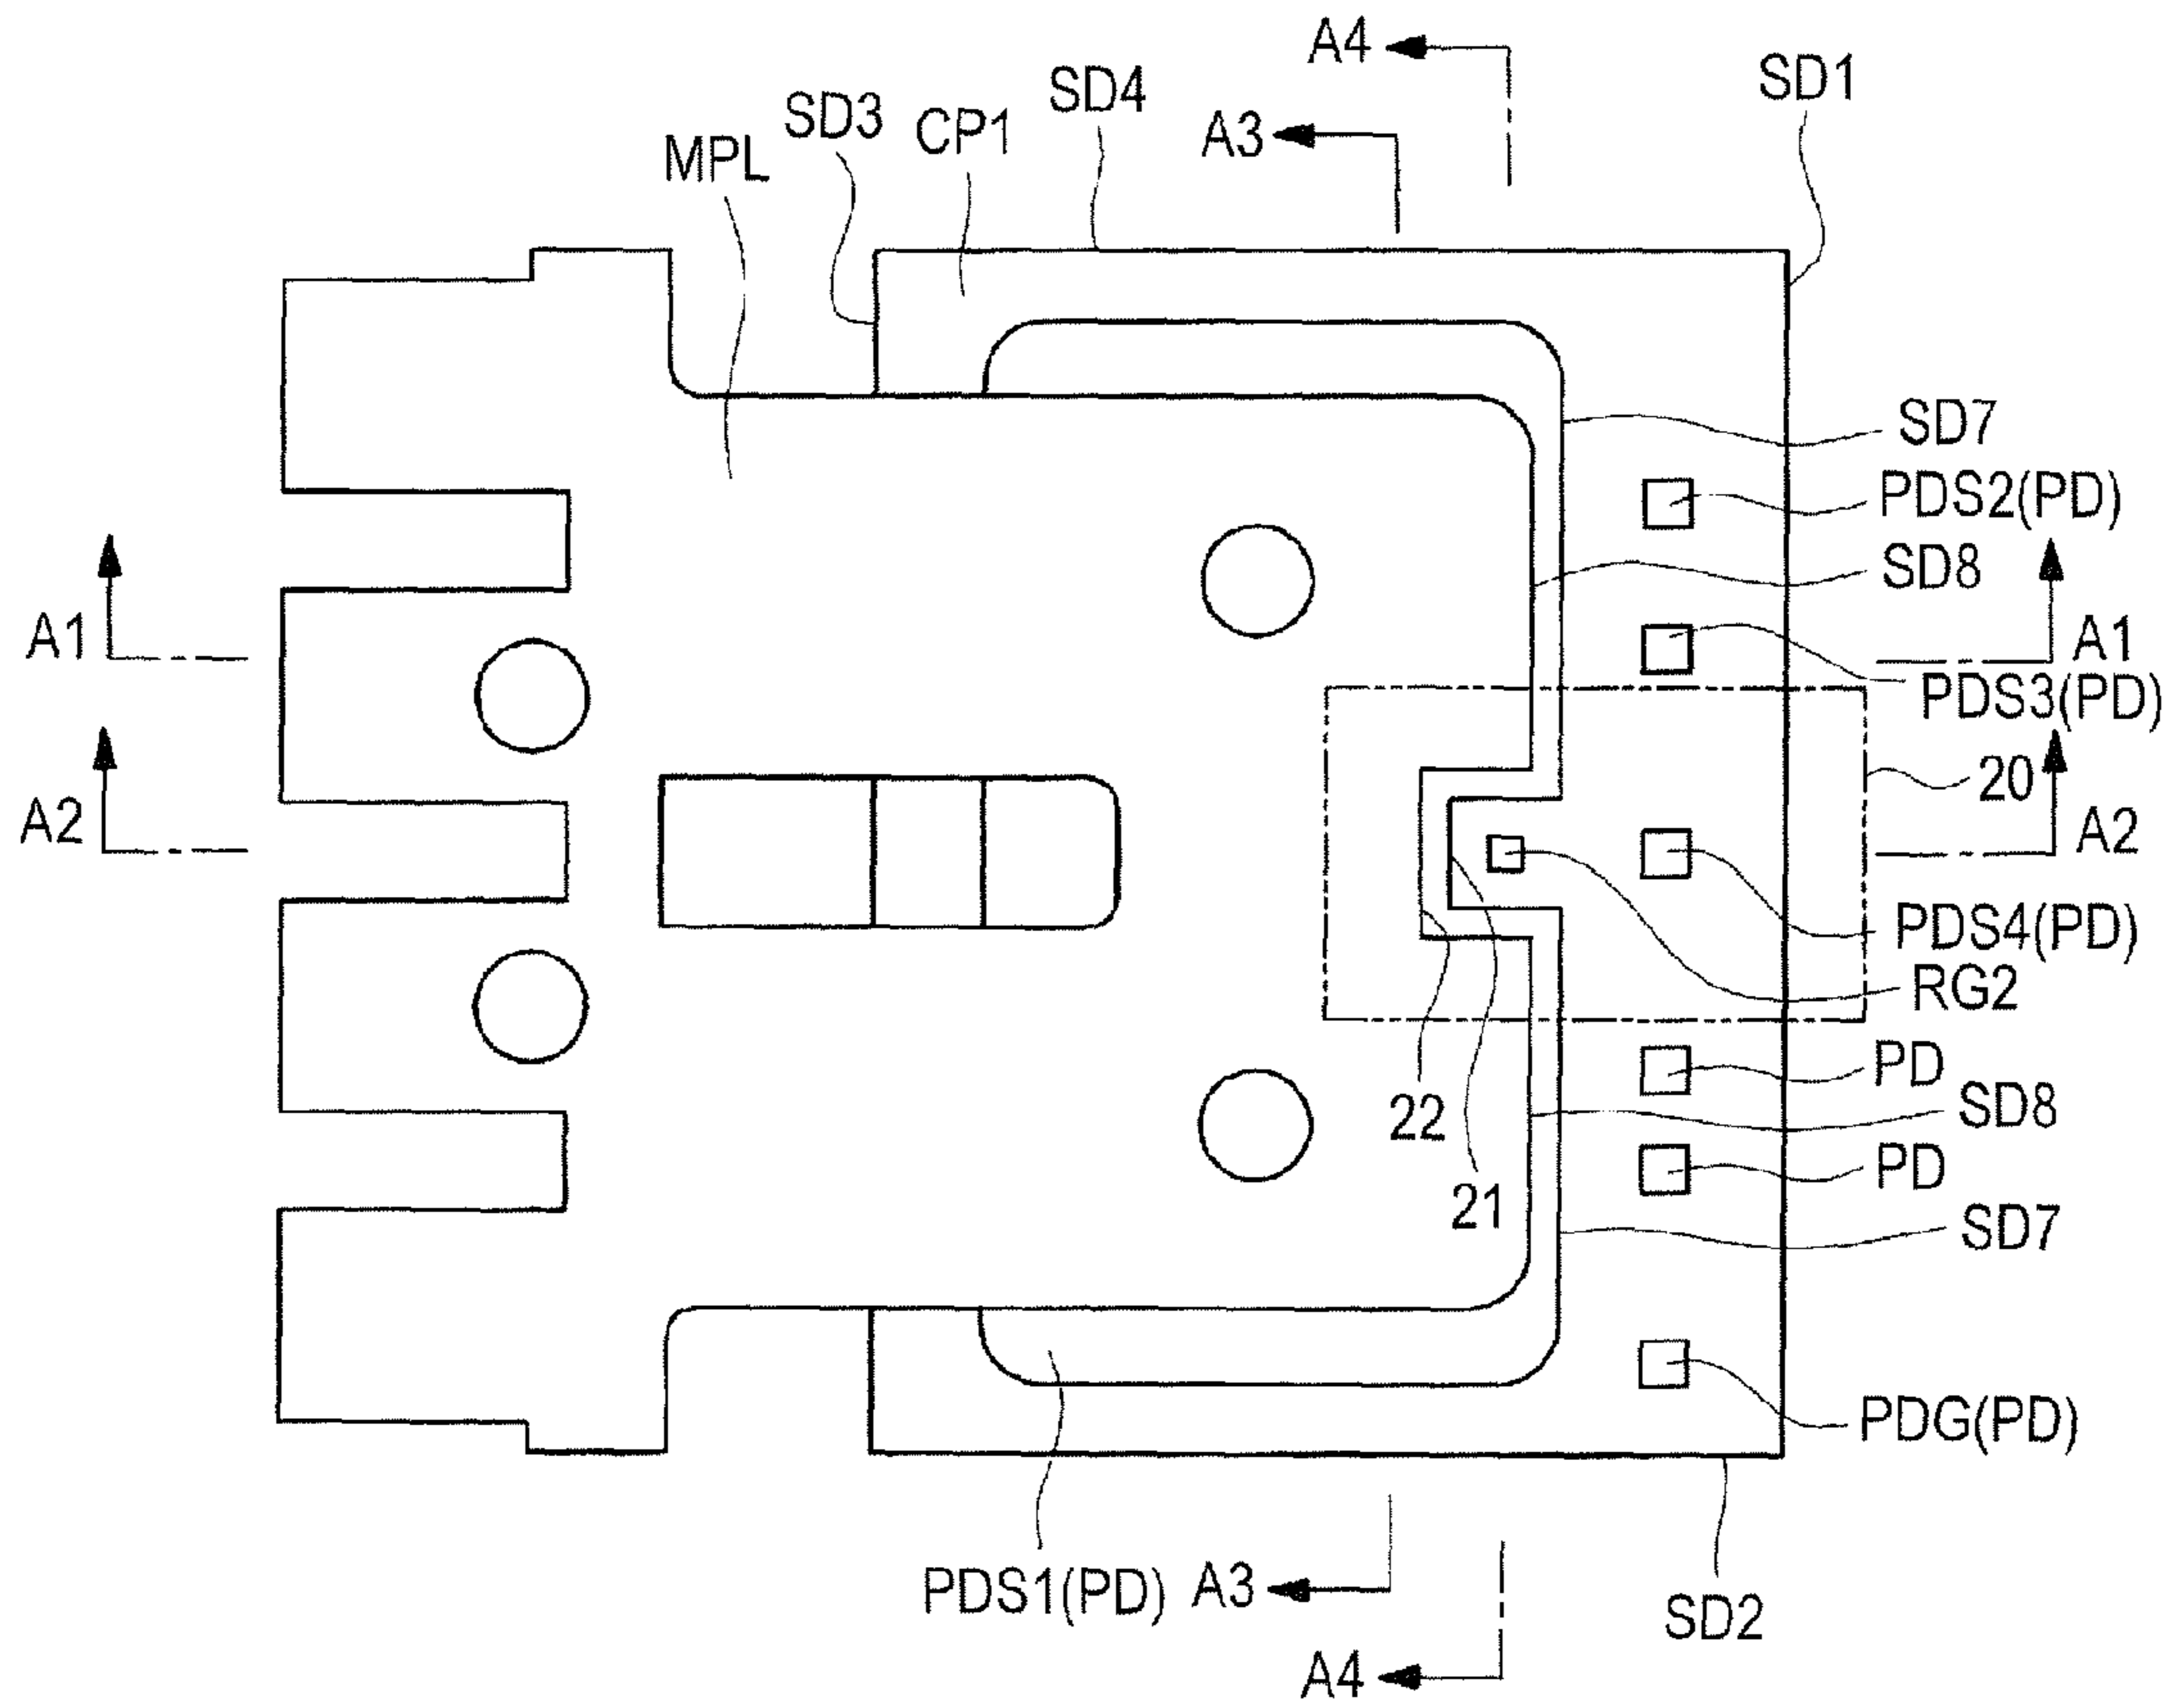 A4
SD1
SD4
SD3
CP1
A3
MPL
SD7
PDS2(PD)
SD8
A1
A1
PDS3(PD)
20
A2
A2
PDS4(PD)
RG2
PD
22
SD8
PD
21
SD7
PDG(PD)
PDS1(PD)
A3
SD2
A4